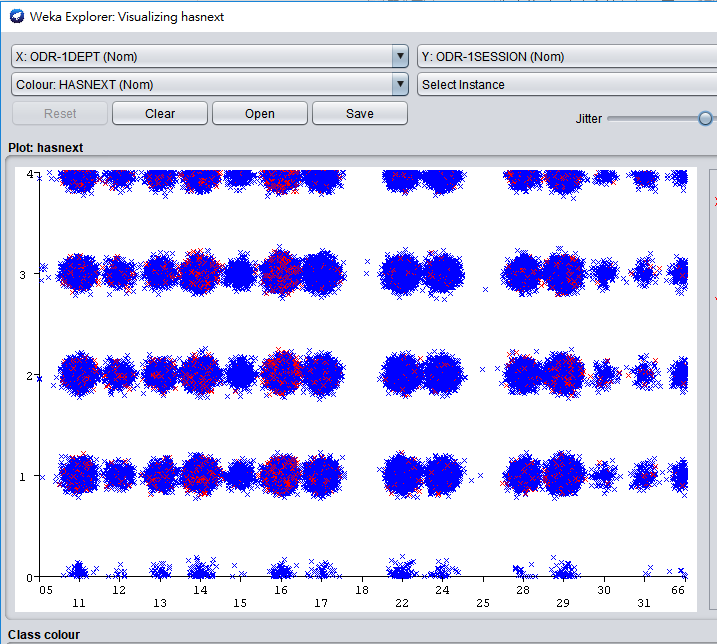 Weka Explorer: Visualizing hasnext
X: ODR-1DEPT (Nom)
Y: ODR-1SESSION (Nom)
Colour: HASNEXT (Nom)
Select Instance
Reset
Clear
Open
Save
Jitter
Plot: hasnext
4
3
2
1
0
05 12 14 16 18 24 28 30 66
11 13 15 17 22 25 29 31
Class colour